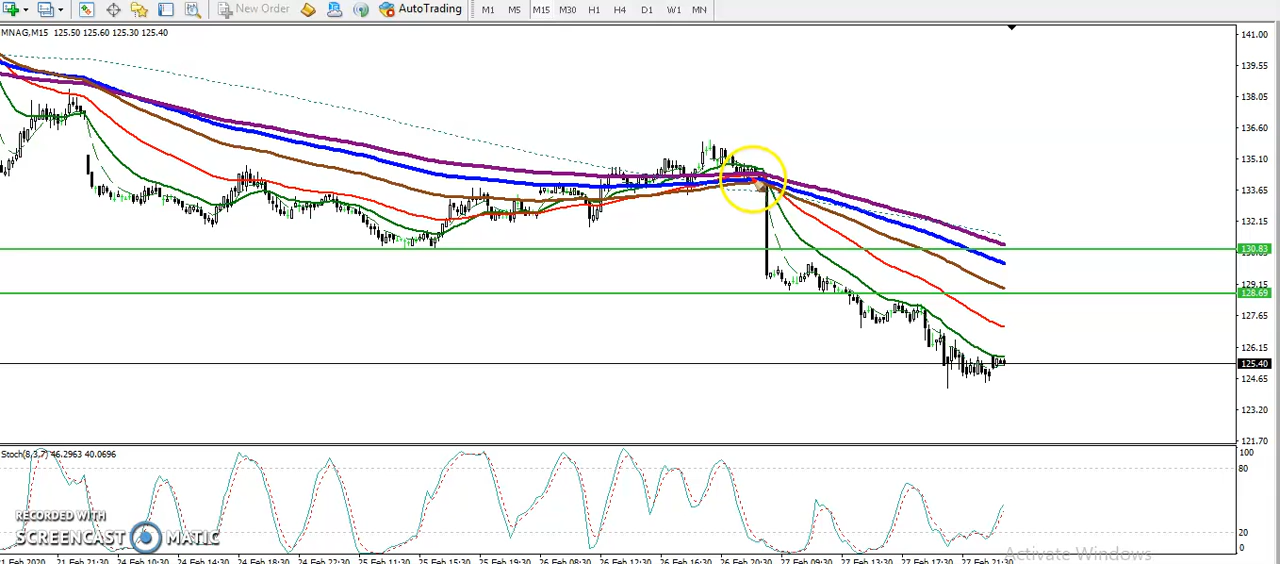 New Order AutoTrading M1 M5 M15 M30 H1 H4 D1 W1 MN
MNAG,M15 125.50 125.60 125.30 125.40
141.00
139.55
138.05
136.60
135.10
133.65
132.15
130.83
129.15
128.69
127.65
126.15
125.40
124.65
123.20
121.70
Stoch(8,3,7) 46.2963 40.0696
100
80
20
0
RECORDED WITH
SCREENCAST MATIC
Activate Windows
21 Feb 2020 21 Feb 21:30 24 Feb 10:30 24 Feb 14:30 24 Feb 18:30 24 Feb 22:30 25 Feb 11:30 25 Feb 15:30 25 Feb 19:30 26 Feb 08:30 26 Feb 12:30 26 Feb 16:30 26 Feb 20:30 27 Feb 09:30 27 Feb 13:30 27 Feb 17:30 27 Feb 21:30